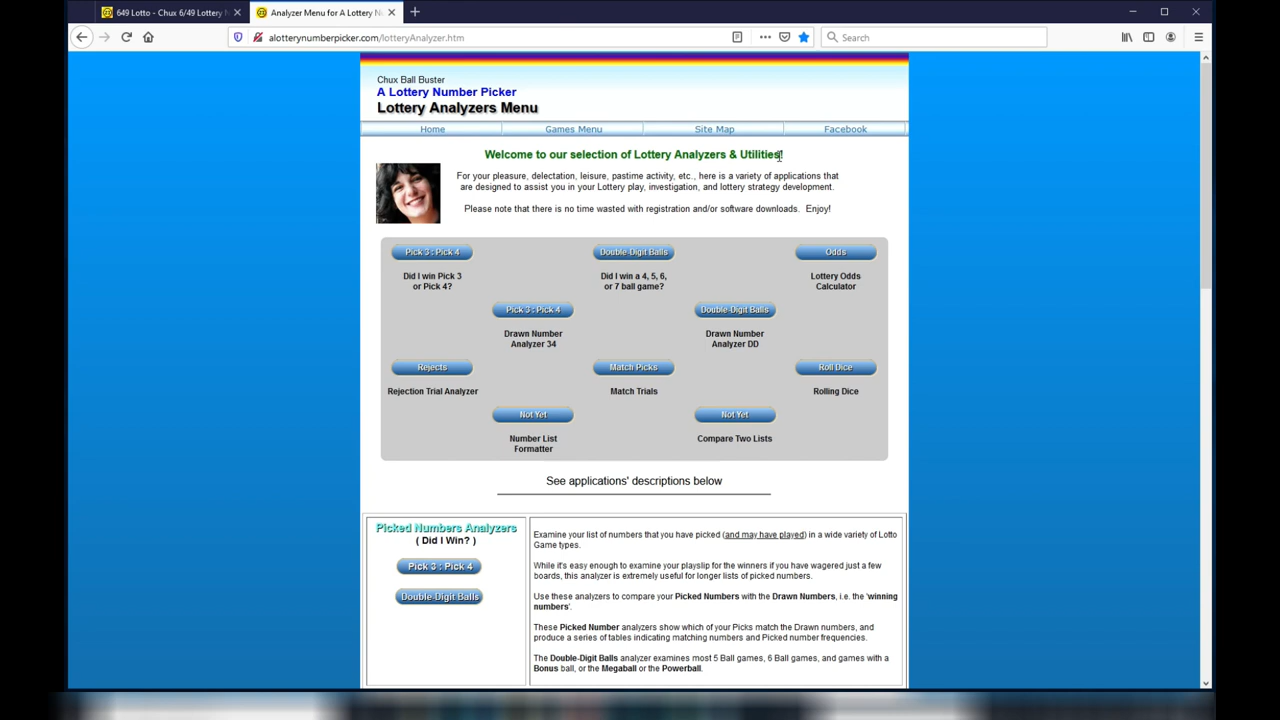 649 Lotto - Chux 6/49 Lottery
Analyzer Menu for A Lottery Nu
alotterynumberpicker.com/lotteryAnalyzer.htm
Search
Chux Ball Buster
A Lottery Number Picker
Lottery Analyzers Menu
Home Games Menu Site Map Facebook
Welcome to our selection of Lottery Analyzers & Utilities!
For your pleasure, delectation, leisure, pastime activity, etc., here is a variety of applications that
are designed to assist you in your Lottery play, investigation, and lottery strategy development.
Please note that there is no time wasted with registration and/or software downloads. Enjoy!
Pick 3 : Pick 4 Double-Digit Balls Odds
Did I win Pick 3
or Pick 4?
Did I win a 4, 5, 6,
or 7 ball game?
Lottery Odds
Calculator
Pick 3 : Pick 4 Double-Digit Balls
Drawn Number
Analyzer 34
Drawn Number
Analyzer DD
Rejects Match Picks Roll Dice
Rejection Trial Analyzer Match Trials Rolling Dice
Not Yet Not Yet
Number List
Formatter
Compare Two Lists
See applications' descriptions below
Picked Numbers Analyzers
( Did I Win? )
Pick 3 : Pick 4
Double-Digit Balls
Examine your list of numbers that you have picked (and may have played) in a wide variety of Lotto
Game types.
While it's easy enough to examine your playslip for the winners if you have wagered just a few
boards, this analyzer is extremely useful for longer lists of picked numbers.
Use these analyzers to compare your Picked Numbers with the Drawn Numbers, i.e. the 'winning
numbers'.
These Picked Number analyzers show which of your Picks match the Drawn numbers, and
produce a series of tables indicating matching numbers and Picked number frequencies.
The Double-Digit Balls analyzer examines most 5 Ball games, 6 Ball games, and games with a
Bonus ball, or the Megaball or the Powerball.